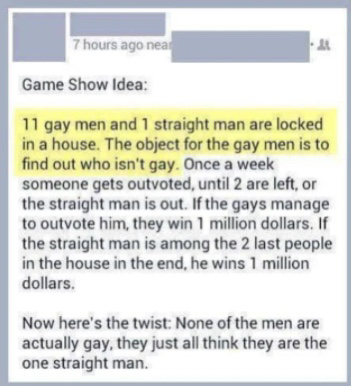 7 hours ago near
Game Show Idea:
11 gay men and 1 straight man are locked
in a house. The object for the gay men is to
find out who isn't gay. Once a week
someone gets outvoted, until 2 are left, or
the straight man is out. If the gays manage
to outvote him, they win 1 million dollars. If
the straight man is among the 2 last people
in the house in the end, he wins 1 million
dollars.
Now here's the twist: None of the men are
actually gay, they just all think they are the
one straight man.